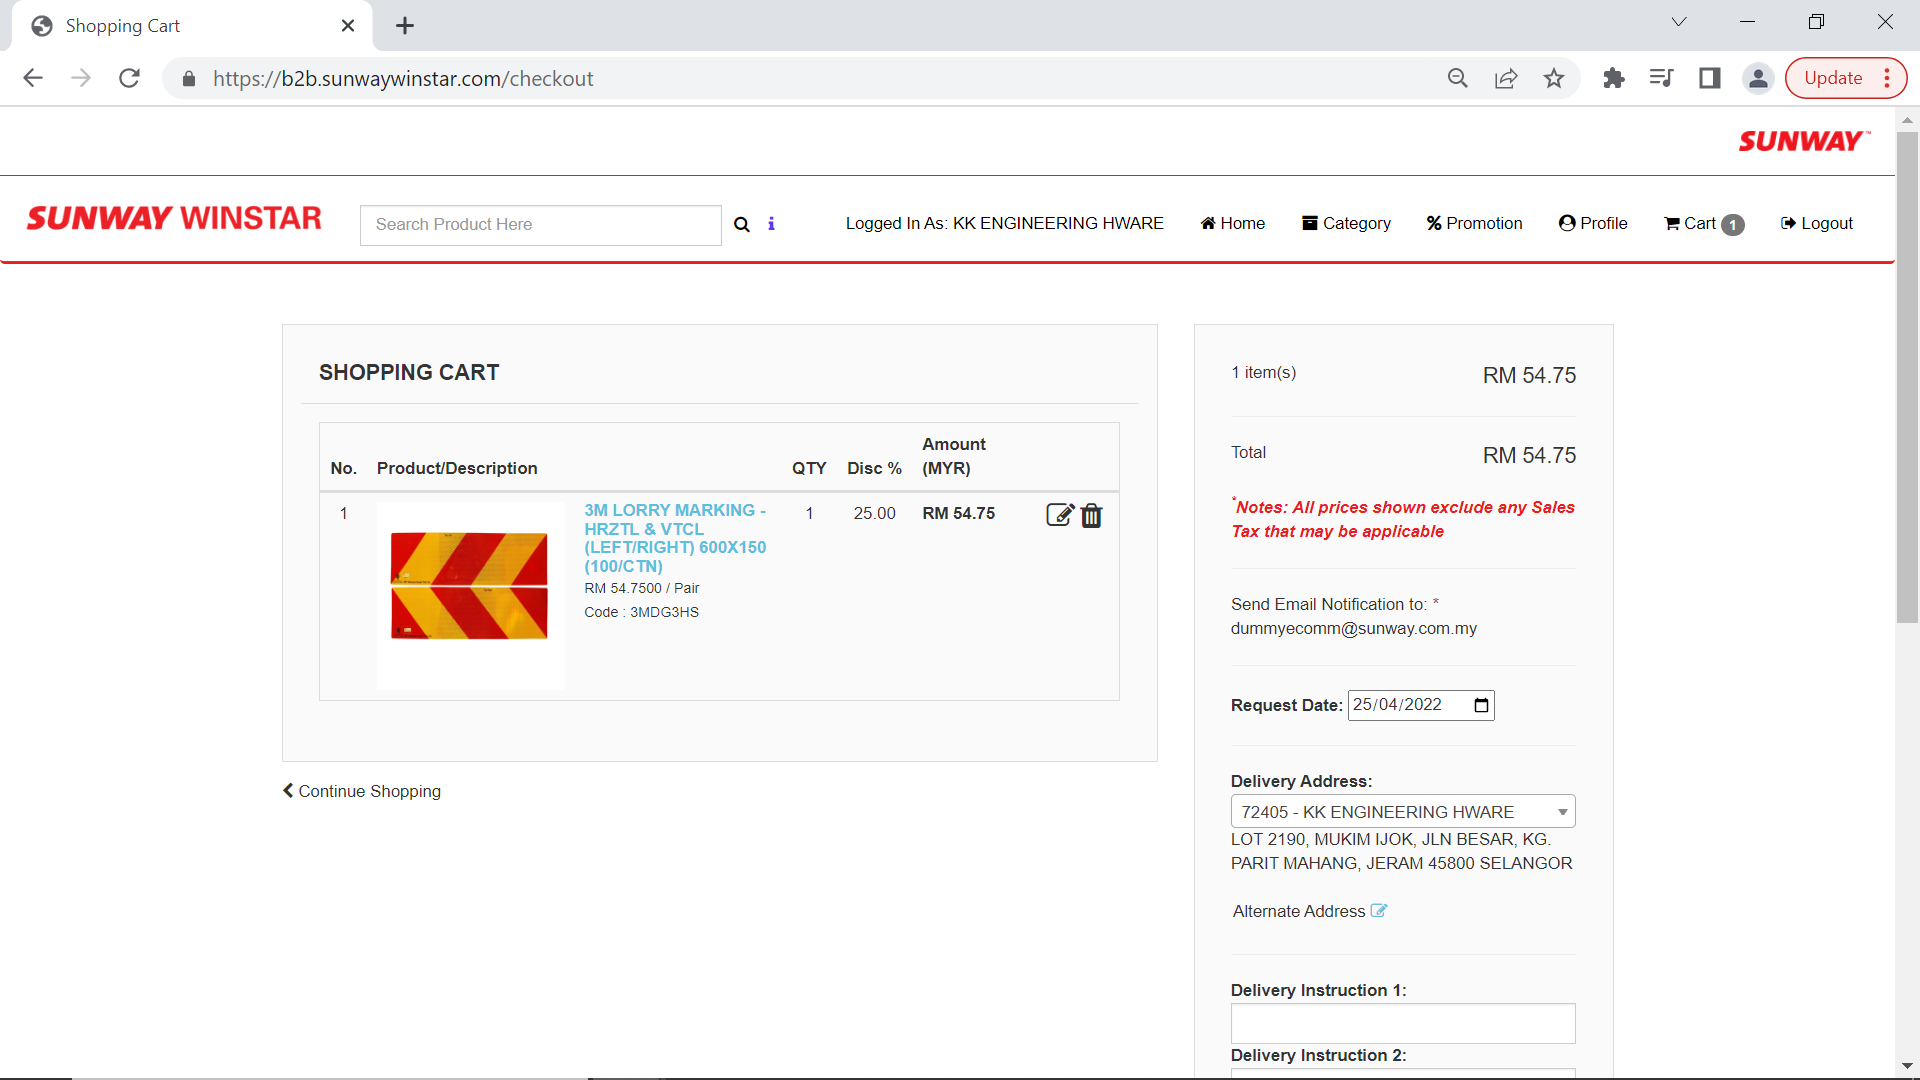 Shopping Cart
https://b2b.sunwaywinstar.com/checkout
Update
SUNWAY™
SUNWAY WINSTAR
Search Product Here
Logged In As: KK ENGINEERING HWARE
Home
Category
Promotion
Profile
Cart 1
Logout
SHOPPING CART
No. Product/Description QTY Disc % Amount
(MYR)
1 3M LORRY MARKING - 1 25.00 RM 54.75
HRZTL & VTCL
(LEFT/RIGHT) 600X150
(100/CTN)
RM 54.7500 / Pair
Code : 3MDG3HS
Continue Shopping
1 item(s) RM 54.75
Total RM 54.75
*Notes: All prices shown exclude any Sales
Tax that may be applicable
Send Email Notification to: *
dummyecomm@sunway.com.my
Request Date: 25/04/2022
Delivery Address:
72405 - KK ENGINEERING HWARE
LOT 2190, MUKIM IJOK, JLN BESAR, KG.
PARIT MAHANG, JERAM 45800 SELANGOR
Alternate Address
Delivery Instruction 1:
Delivery Instruction 2: